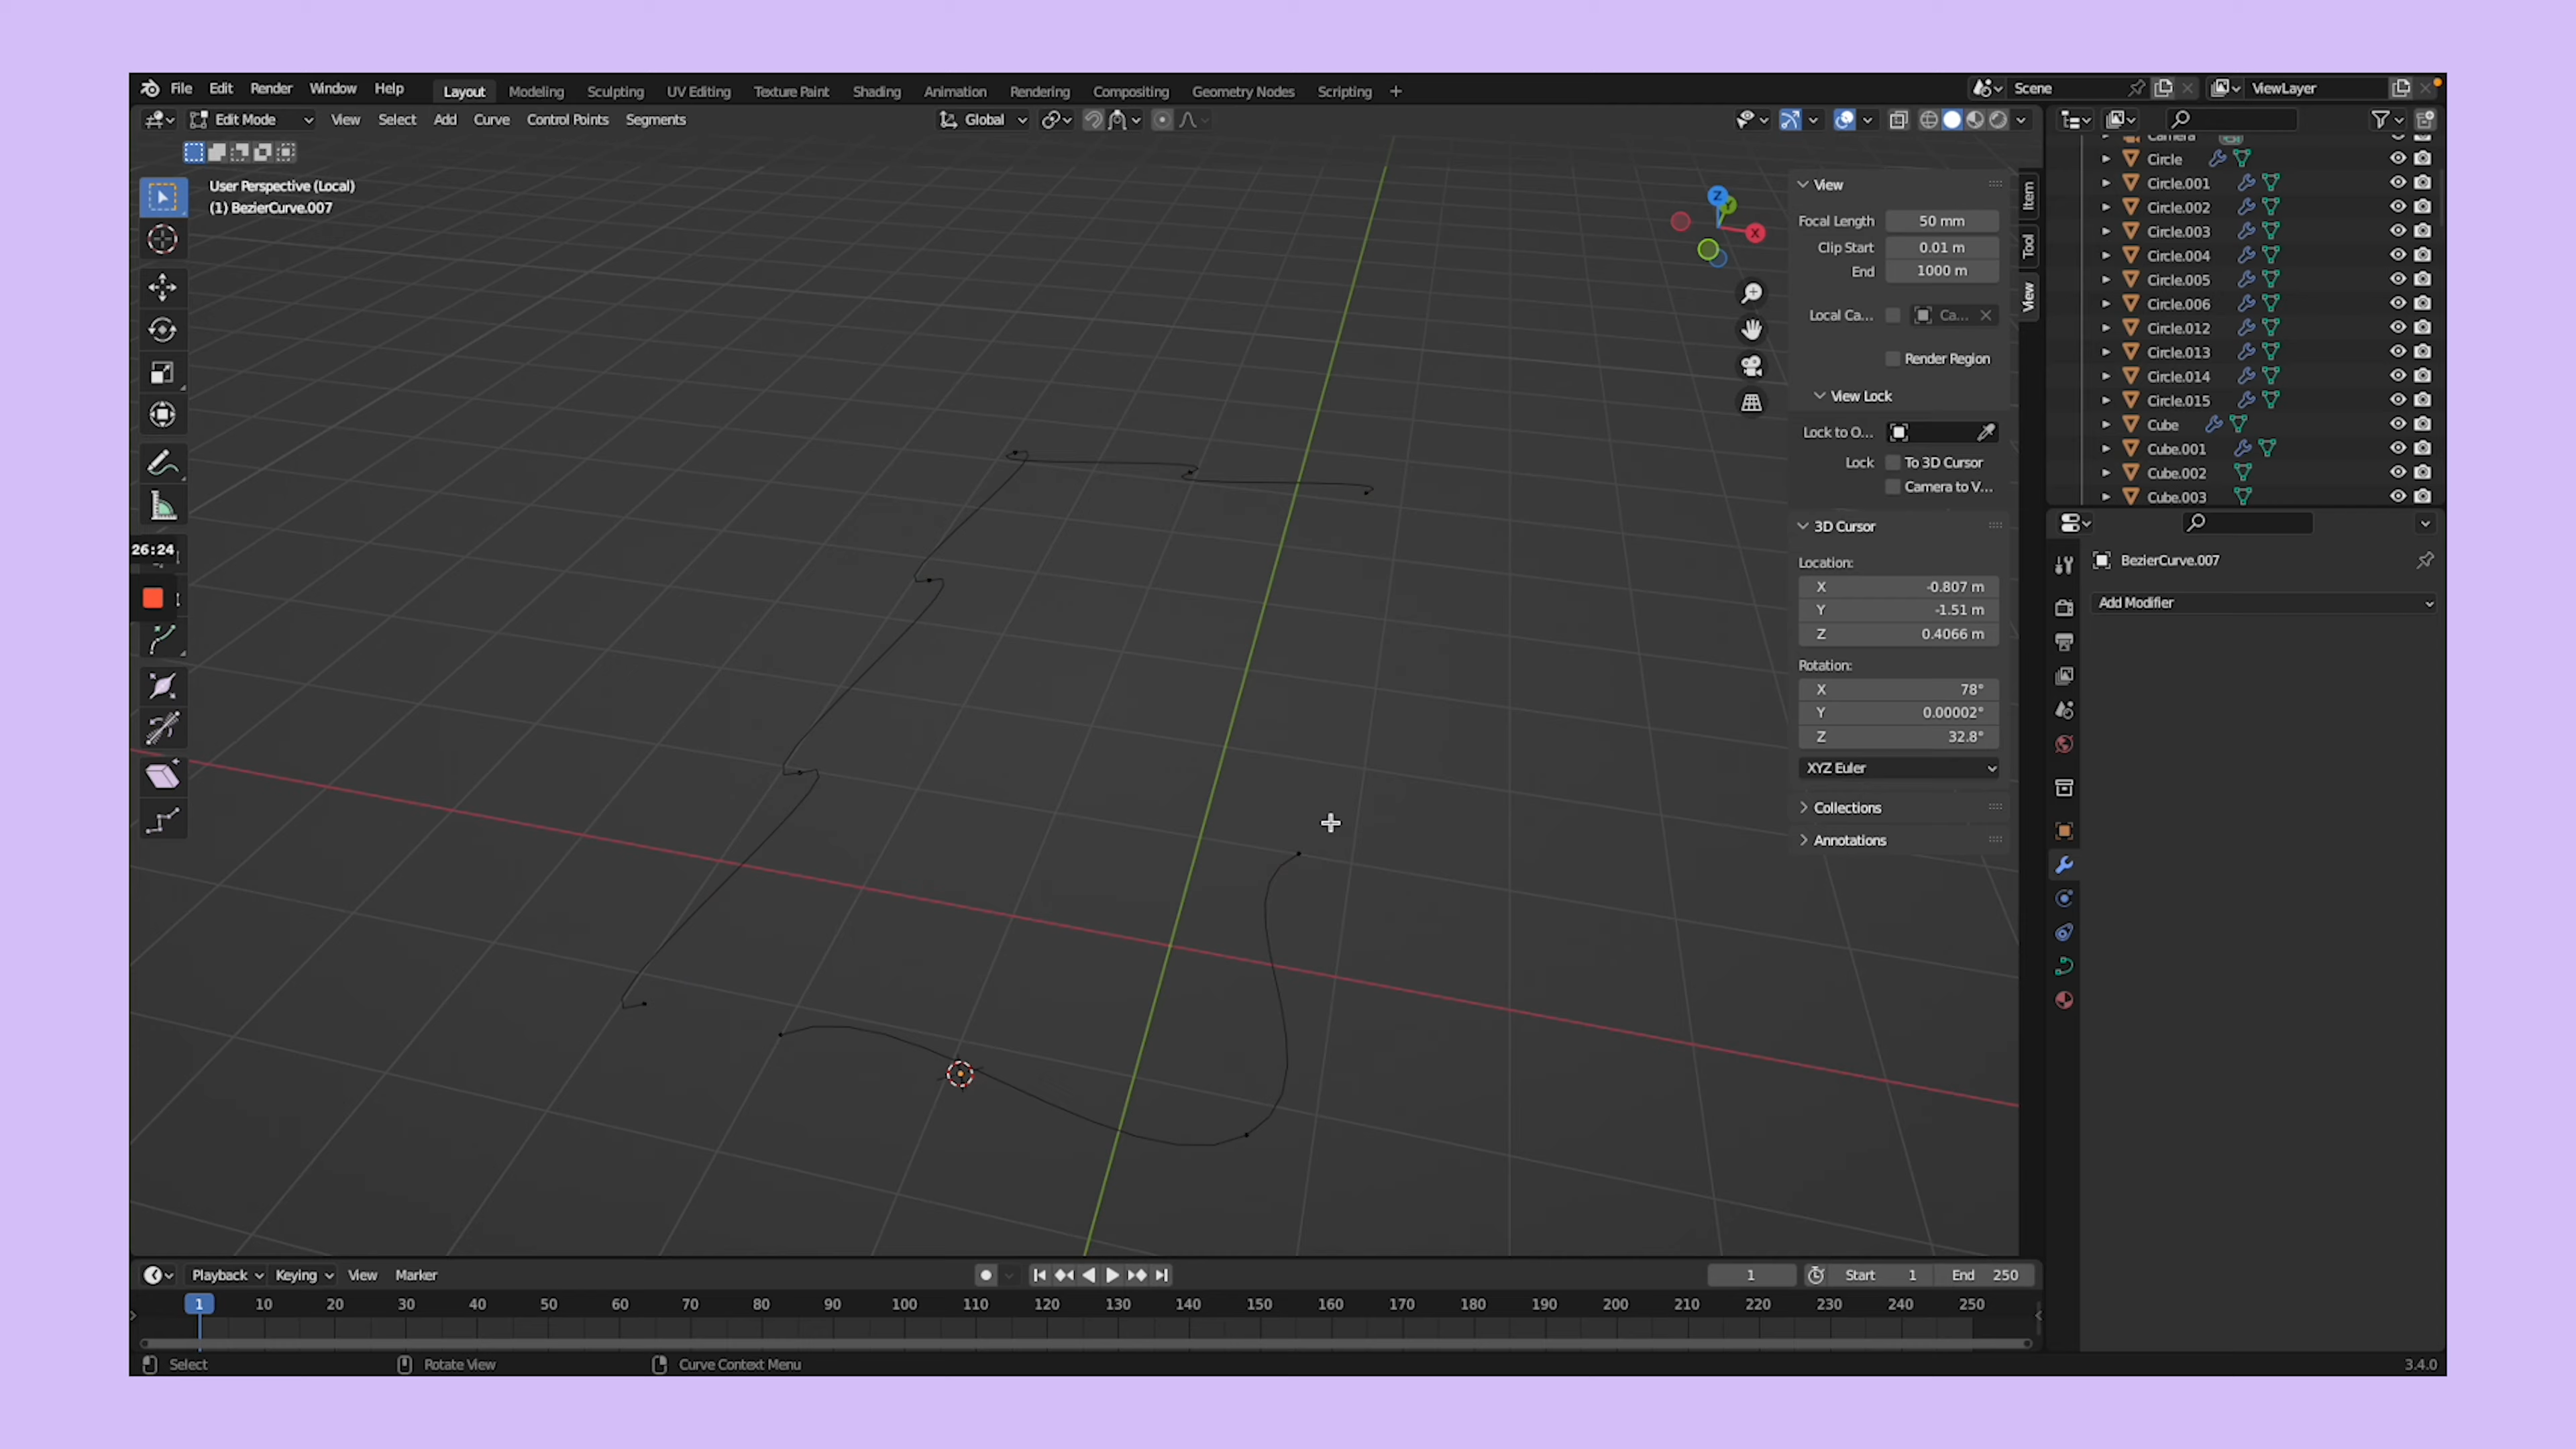 File Edit Render Window Help Layout Modeling Sculpting UV Editing Texture Paint Shading Animation Rendering Compositing Geometry Nodes Scripting +
Scene ViewLayer
Edit Mode View Select Add Curve Control Points Segments Global
User Perspective (Local)
(1) BezierCurve.007
26:24
Z
Y
X
Item
Tool
View
View
Focal Length 50 mm
Clip Start 0.01 m
End 1000 m
Local Ca... Ca...
Render Region
View Lock
Lock to O...
Lock To 3D Cursor
Camera to V...
3D Cursor
Location:
X -0.807 m
Y -1.51 m
Z 0.4066 m
Rotation:
X 78°
Y 0.00002°
Z 32.8°
XYZ Euler
Collections
Annotations
Camera
Circle
Circle.001
Circle.002
Circle.003
Circle.004
Circle.005
Circle.006
Circle.012
Circle.013
Circle.014
Circle.015
Cube
Cube.001
Cube.002
Cube.003
BezierCurve.007
Add Modifier
Playback Keying View Marker
1 Start 1 End 250
1 10 20 30 40 50 60 70 80 90 100 110 120 130 140 150 160 170 180 190 200 210 220 230 240 250
Select Rotate View Curve Context Menu
3.4.0